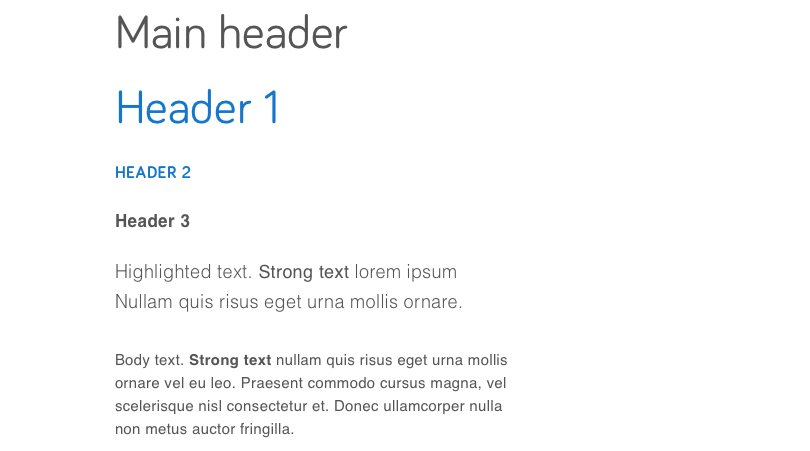 Main header
Header 1
HEADER 2
Header 3
Highlighted text. Strong text lorem ipsum
Nullam quis risus eget urna mollis ornare.
Body text. Strong text nullam quis risus eget urna mollis
ornare vel eu leo. Praesent commodo cursus magna, vel
scelerisque nisl consectetur et. Donec ullamcorper nulla
non metus auctor fringilla.